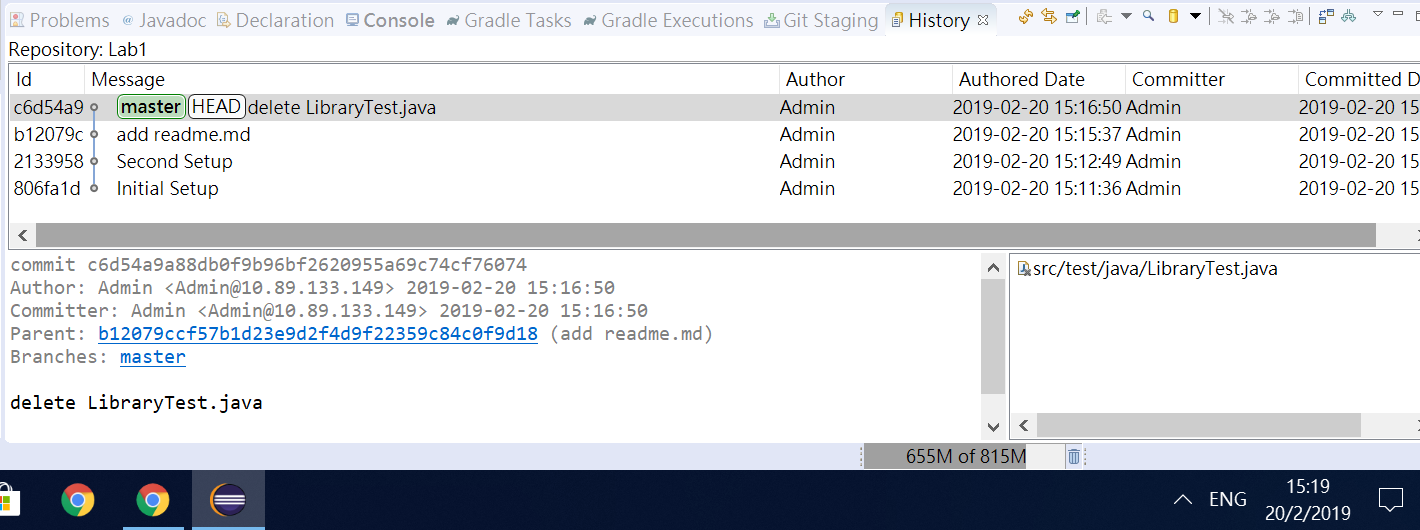 Problems @ Javadoc Declaration Console Gradle Tasks Gradle Executions Git Staging History
Repository: Lab1
Id Message Author Authored Date Committer Committed D
c6d54a9 master HEAD delete LibraryTest.java Admin 2019-02-20 15:16:50 Admin 2019-02-20 15
b12079c add readme.md Admin 2019-02-20 15:15:37 Admin 2019-02-20 15
2133958 Second Setup Admin 2019-02-20 15:12:49 Admin 2019-02-20 15
806fa1d Initial Setup Admin 2019-02-20 15:11:36 Admin 2019-02-20 15
commit c6d54a9a88db0f9b96bf2620955a69c74cf76074
Author: Admin <Admin@10.89.133.149> 2019-02-20 15:16:50
Committer: Admin <Admin@10.89.133.149> 2019-02-20 15:16:50
Parent: b12079ccf57b1d23e9d2f4d9f22359c84c0f9d18 (add readme.md)
Branches: master
delete LibraryTest.java
src/test/java/LibraryTest.java
655M of 815M
ENG
15:19
20/2/2019